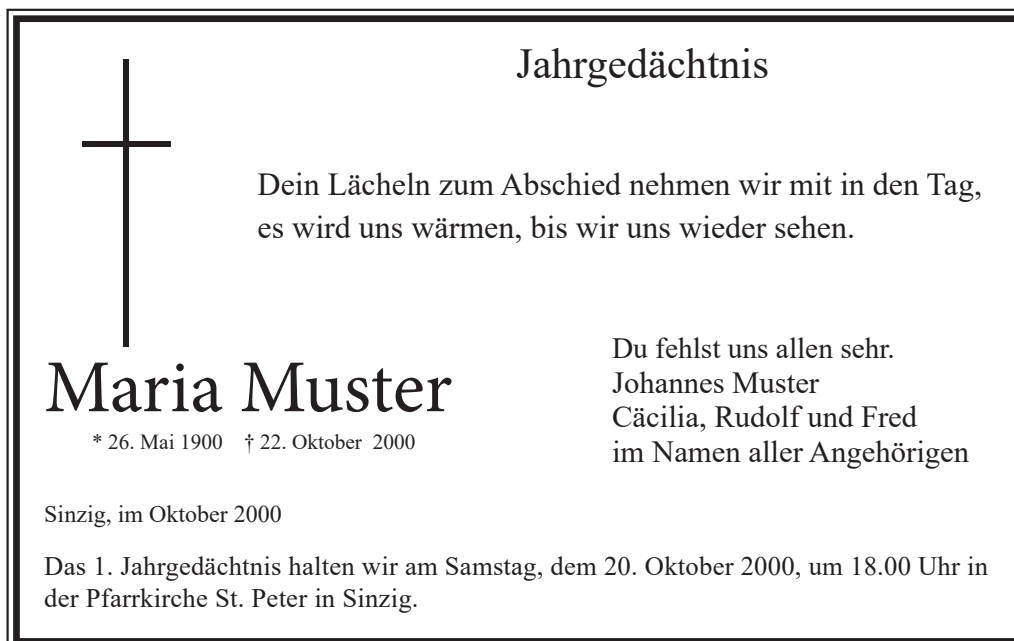 Jahrgedächtnis
Dein Lächeln zum Abschied nehmen wir mit in den Tag,
es wird uns wärmen, bis wir uns wieder sehen.
Maria Muster
* 26. Mai 1900 † 22. Oktober 2000
Du fehlst uns allen sehr.
Johannes Muster
Cäcilia, Rudolf und Fred
im Namen aller Angehörigen
Sinzig, im Oktober 2000
Das 1. Jahrgedächtnis halten wir am Samstag, dem 20. Oktober 2000, um 18.00 Uhr in
der Pfarrkirche St. Peter in Sinzig.